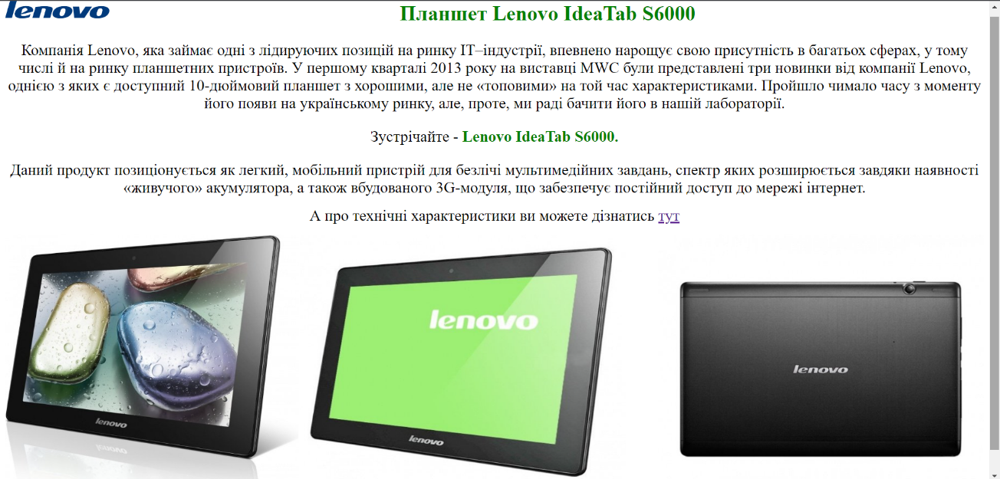 lenovo
Планшет Lenovo IdeaTab S6000
Компанія Lenovo, яка займає одні з лідируючих позицій на ринку IT–індустрії, впевнено нарощує свою присутність в багатьох сферах, у тому
числі й на ринку планшетних пристроїв. У першому кварталі 2013 року на виставці MWC були представлені три новинки від компанії Lenovo,
однією з яких є доступний 10-дюймовий планшет з хорошими, але не «топовими» на той час характеристиками. Пройшло чимало часу з моменту
його появи на українському ринку, але, проте, ми раді бачити його в нашій лабораторії.
Зустрічайте - Lenovo IdeaTab S6000.
Даний продукт позиціонується як легкий, мобільний пристрій для безлічі мультимедійних завдань, спектр яких розширюється завдяки наявності
«живучого» акумулятора, а також вбудованого 3G-модуля, що забезпечує постійний доступ до мережі інтернет.
А про технічні характеристики ви можете дізнатись тут
lenovo
lenovo
lenovo
lenovo